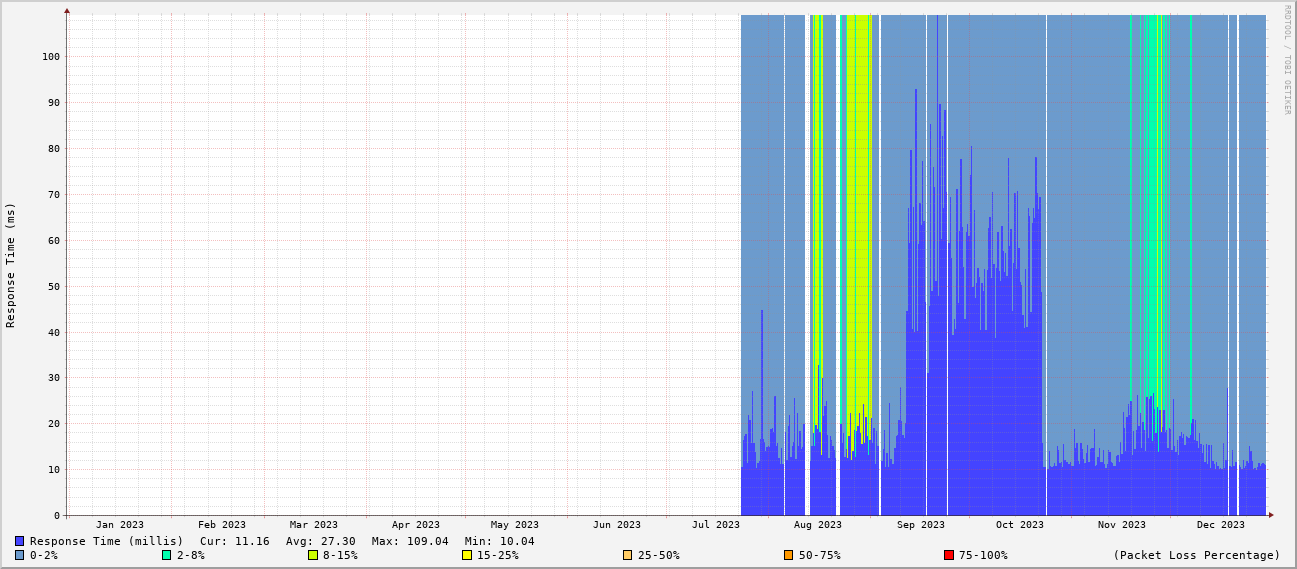 RRDTOOL / TOBI OETIKER
Response Time (ms)
100
90
80
70
60
50
40
30
20
10
0
Jan 2023 Feb 2023 Mar 2023 Apr 2023 May 2023 Jun 2023 Jul 2023 Aug 2023 Sep 2023 Oct 2023 Nov 2023 Dec 2023
Response Time (millis) Cur: 11.16 Avg: 27.30 Max: 109.04 Min: 10.04
0-2% 2-8% 8-15% 15-25% 25-50% 50-75% 75-100% (Packet Loss Percentage)